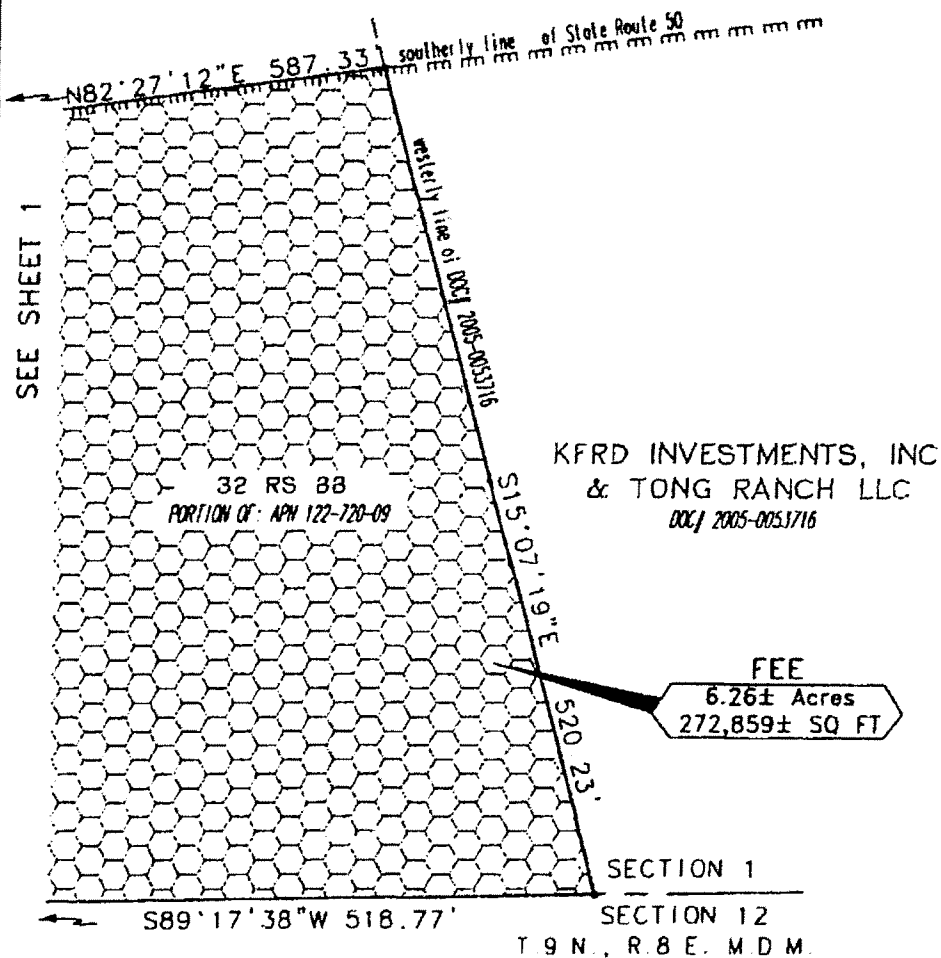 southerly line of State Route 50
N82°27'12"E 587.33'
SEE SHEET 1
westerly line of DOC# 2005-0053716
32 RS 88
PORTION OF: APN 122-720-09
KFRD INVESTMENTS, INC
& TONG RANCH LLC
DOC# 2005-0053716
S15°07'19"E 520.23'
FEE
6.26± Acres
272,859± SQ FT
SECTION 1
S89°17'38"W 518.77'
SECTION 12
T.9 N., R.8 E. M.D.M.